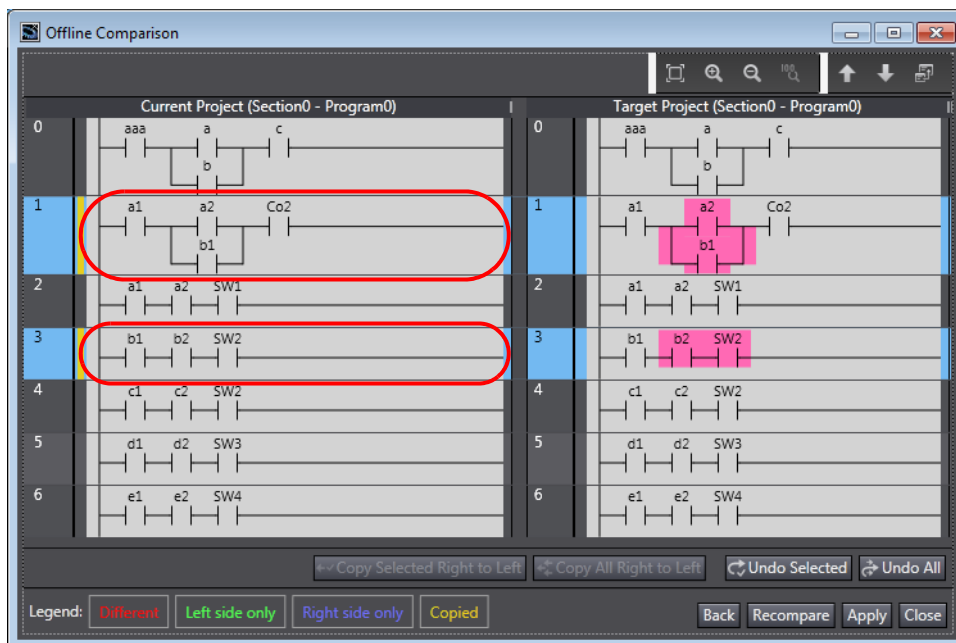 Offline Comparison
100
Current Project (Section0 - Program0)
I
Target Project (Section0 - Program0)
II
0
aaa a c
b
0
aaa a c
b
1
a1 a2 Co2
b1
1
a1 a2 Co2
b1
2
a1 a2 SW1
2
a1 a2 SW1
3
b1 b2 SW2
3
b1 b2 SW2
4
c1 c2 SW2
4
c1 c2 SW2
5
d1 d2 SW3
5
d1 d2 SW3
6
e1 e2 SW4
6
e1 e2 SW4
Copy Selected Right to Left
Copy All Right to Left
Undo Selected
Undo All
Legend:
Different
Left side only
Right side only
Copied
Back
Recompare
Apply
Close